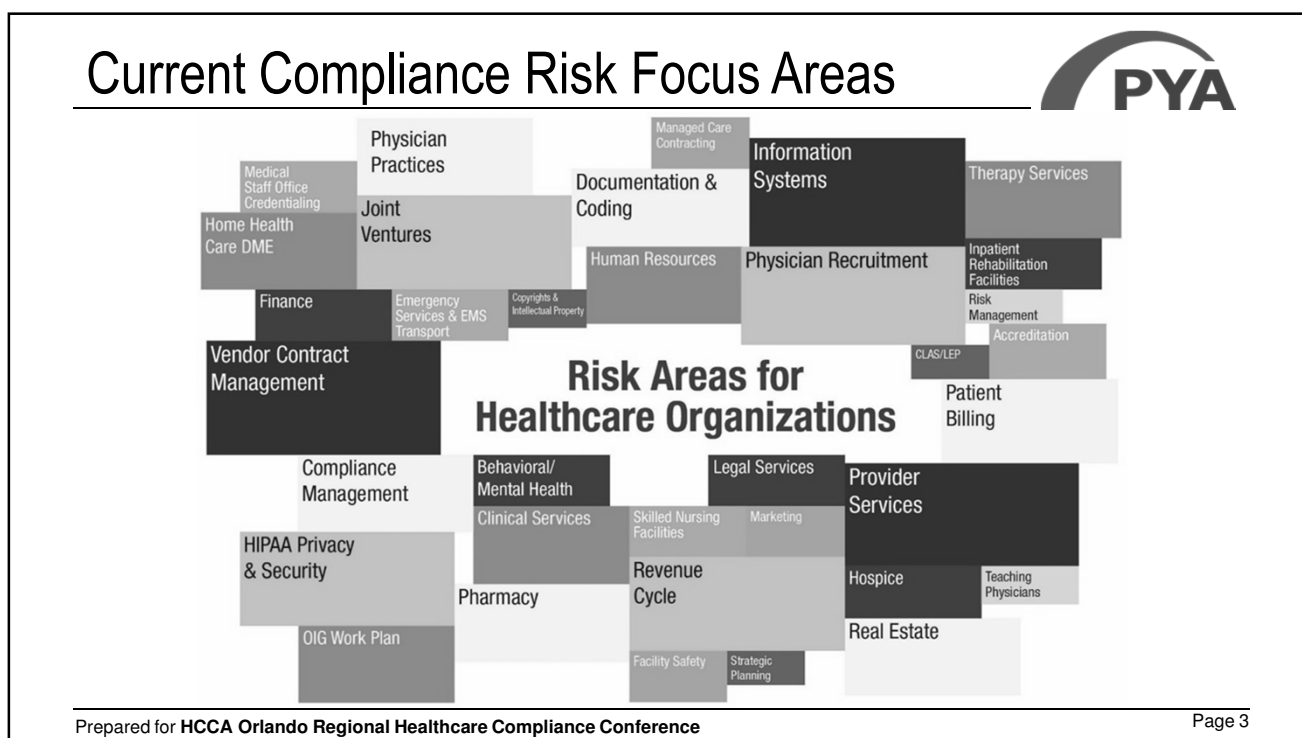 Current Compliance Risk Focus Areas
PYA
Physician
Practices
Managed Care
Contracting
Information
Systems
Medical
Staff Office
Credentialing
Documentation &
Coding
Therapy Services
Home Health
Care DME
Joint
Ventures
Human Resources
Physician Recruitment
Inpatient
Rehabilitation
Facilities
Finance
Emergency
Services & EMS
Transport
Copyrights &
Intellectual Property
Risk
Management
Accreditation
Vendor Contract
Management
CLAS/LEP
Risk Areas for
Healthcare Organizations
Patient
Billing
Compliance
Management
Behavioral/
Mental Health
Legal Services
Provider
Services
Clinical Services
Skilled Nursing
Facilities
Marketing
HIPAA Privacy
& Security
Revenue
Cycle
Hospice
Teaching
Physicians
Pharmacy
OIG Work Plan
Real Estate
Facility Safety
Strategic
Planning
Prepared for HCCA Orlando Regional Healthcare Compliance Conference
Page 3